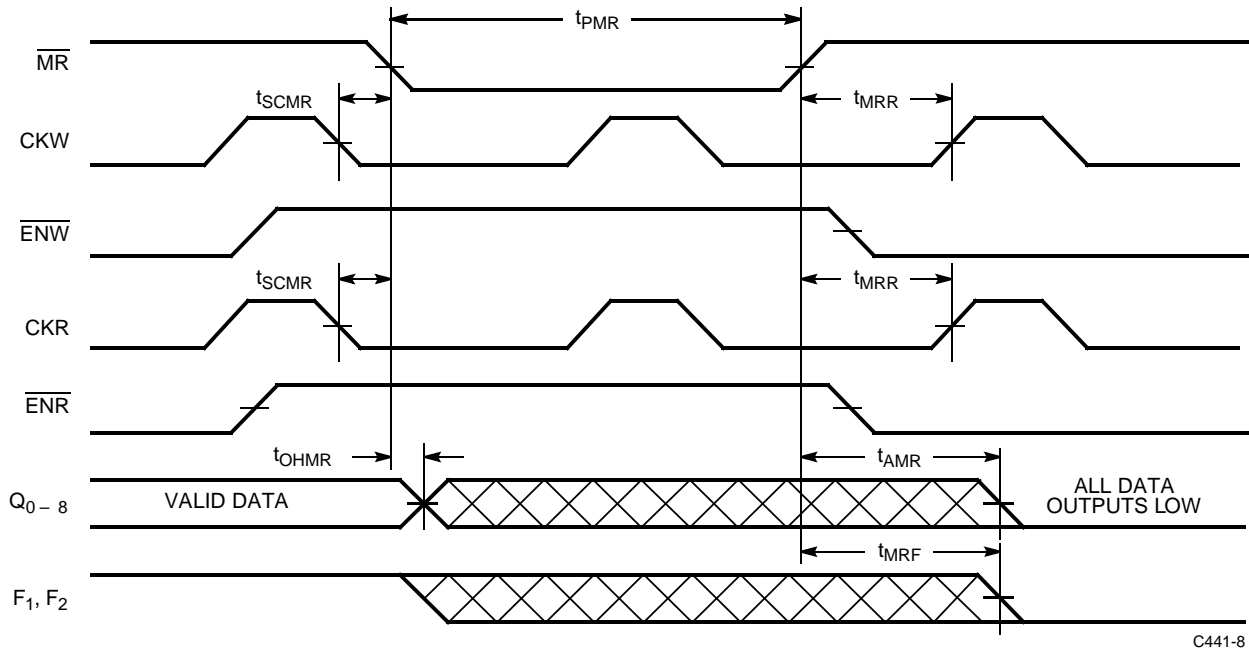 tPMR
MR
tSCMR
tMRR
CKW
ENW
tSCMR
tMRR
CKR
ENR
tOHMR
tAMR
Q0 – 8
VALID DATA
ALL DATA
OUTPUTS LOW
tMRF
F1, F2
C441-8